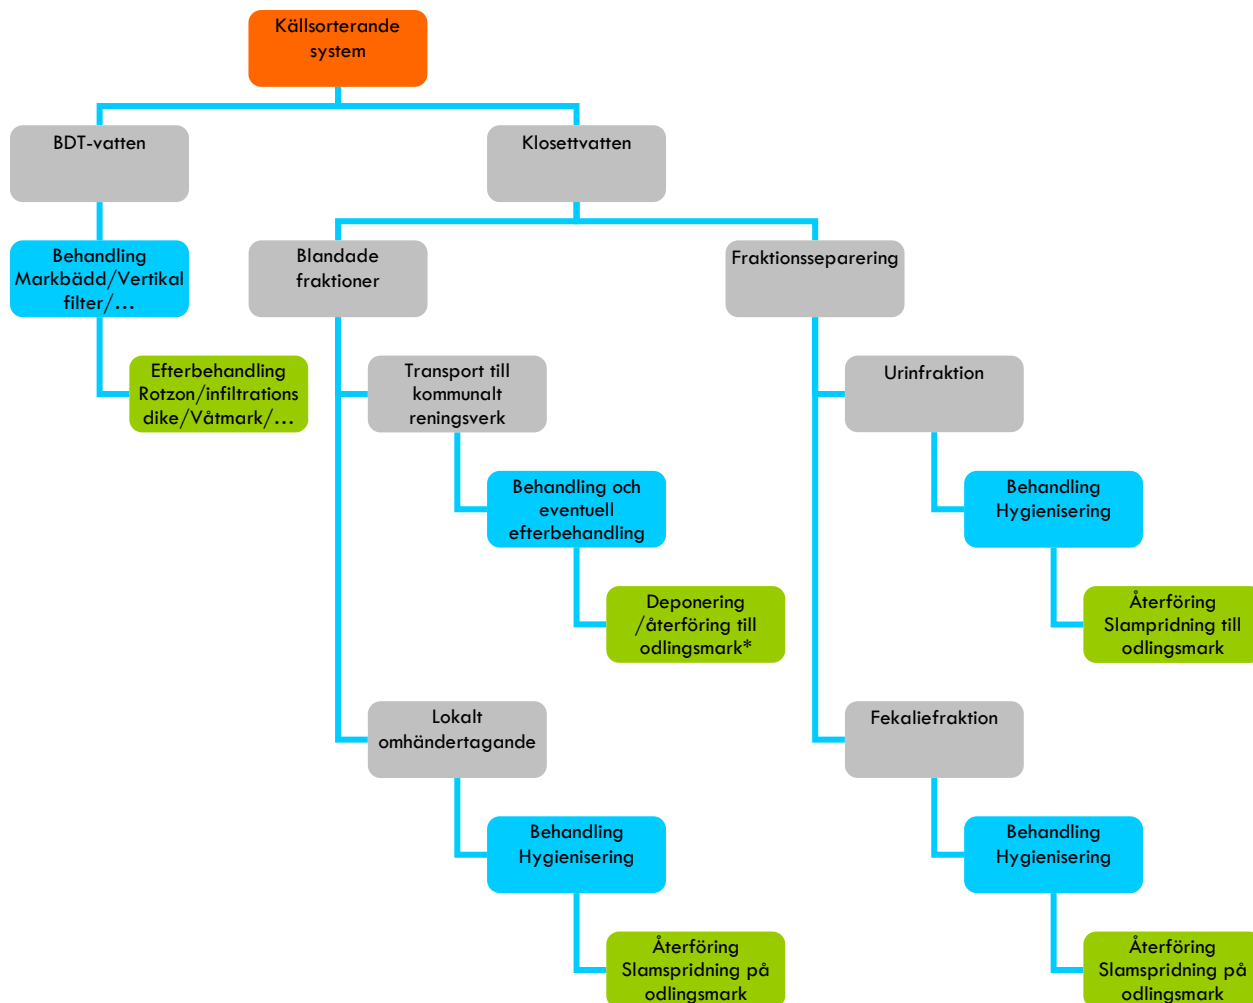 Källsorterande
system
BDT-vatten
Klosettvatten
Behandling
Markbädd/Vertikal
filter/...
Blandade
fraktioner
Fraktionsseparering
Efterbehandling
Rotzon/infiltrations
dike/Våtmark/...
Transport till
kommunalt
reningsverk
Urinfraktion
Behandling och
eventuell
efterbehandling
Behandling
Hygienisering
Deponering
/återföring till
odlingsmark*
Återföring
Slampridning till
odlingsmark
Lokalt
omhändertagande
Fekaliefraktion
Behandling
Hygienisering
Behandling
Hygienisering
Återföring
Slamspridning på
odlingsmark
Återföring
Slamspridning på
odlingsmark